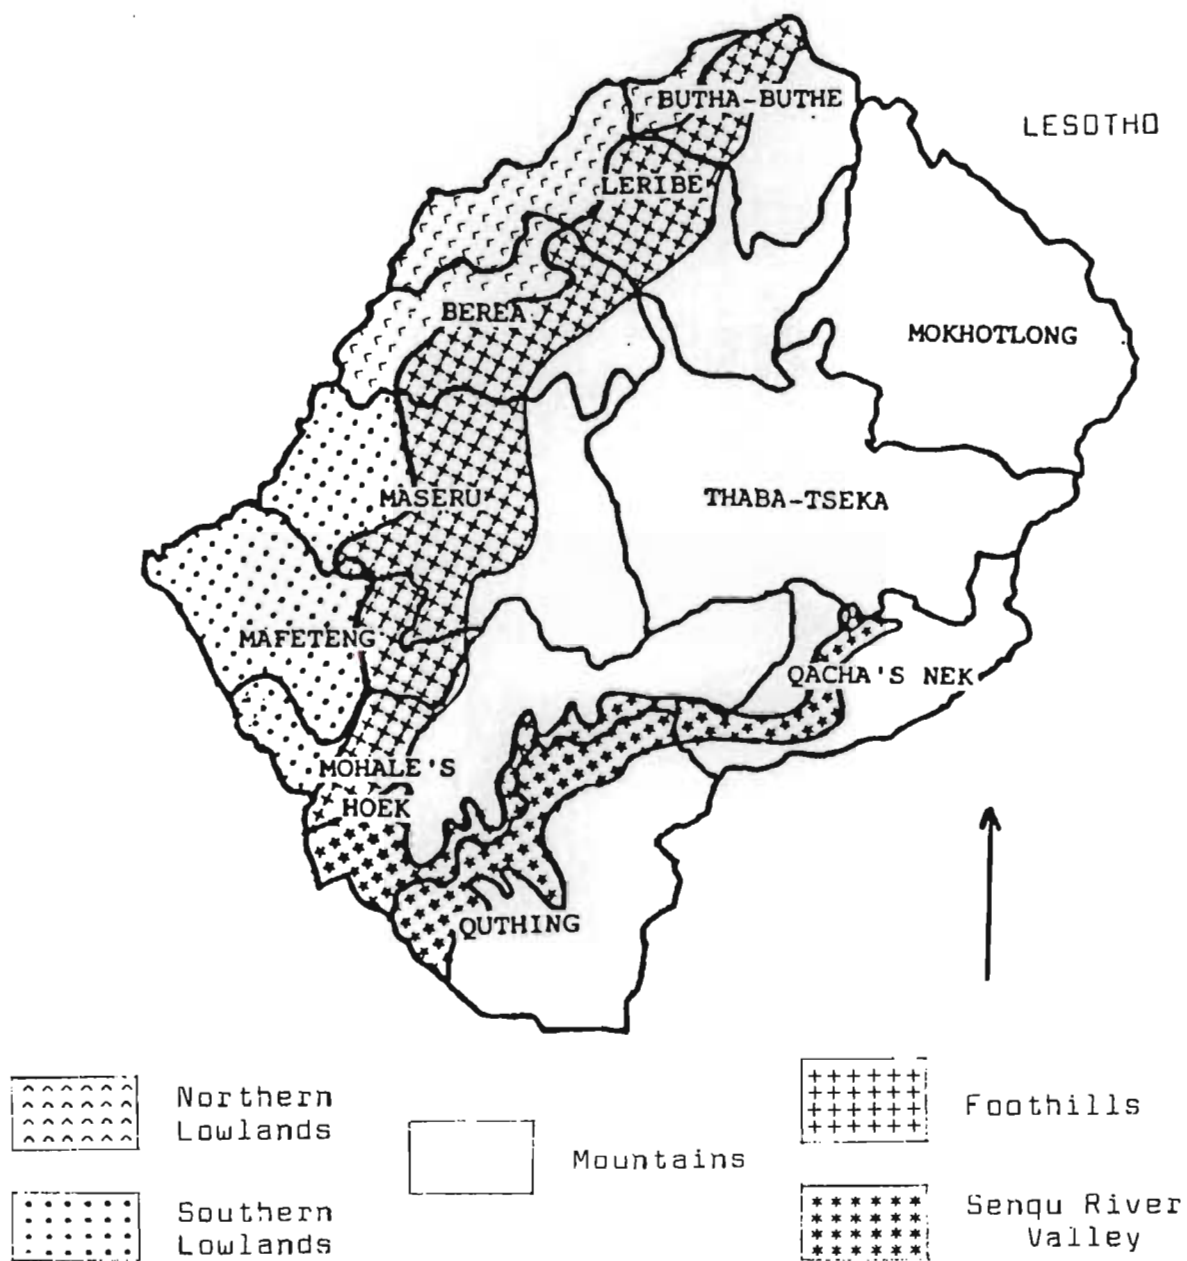 BUTHA-BUTHE
LESOTHO
LERIBE
BEREA
MOKHOTLONG
MASERU
THABA-TSEKA
MAFETENG
QACHA'S NEK
MOHALE'S
HOEK
QUTHING
Northern
Lowlands
Southern
Lowlands
Mountains
Foothills
Senqu River
Valley